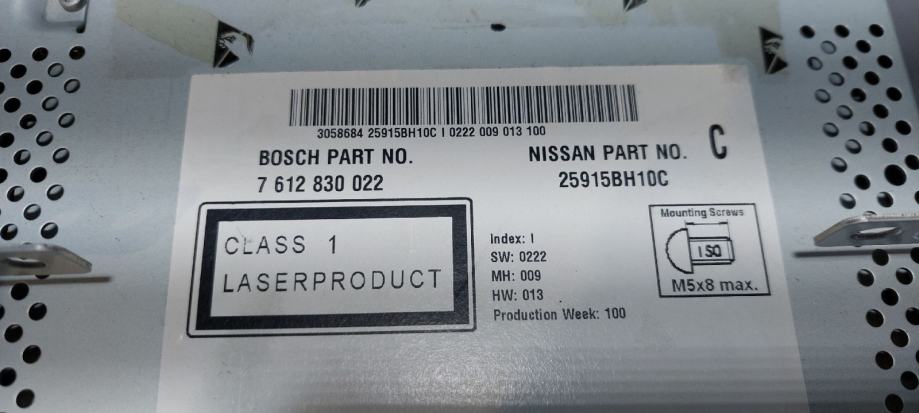 3058684 25915BH10C I 0222 009 013 100
BOSCH PART NO.
7 612 830 022
NISSAN PART NO.
25915BH10C
C
CLASS 1
LASERPRODUCT
Index: I
SW: 0222
MH: 009
HW: 013
Production Week: 100
Mounting Screws
ISO
M5x8 max.